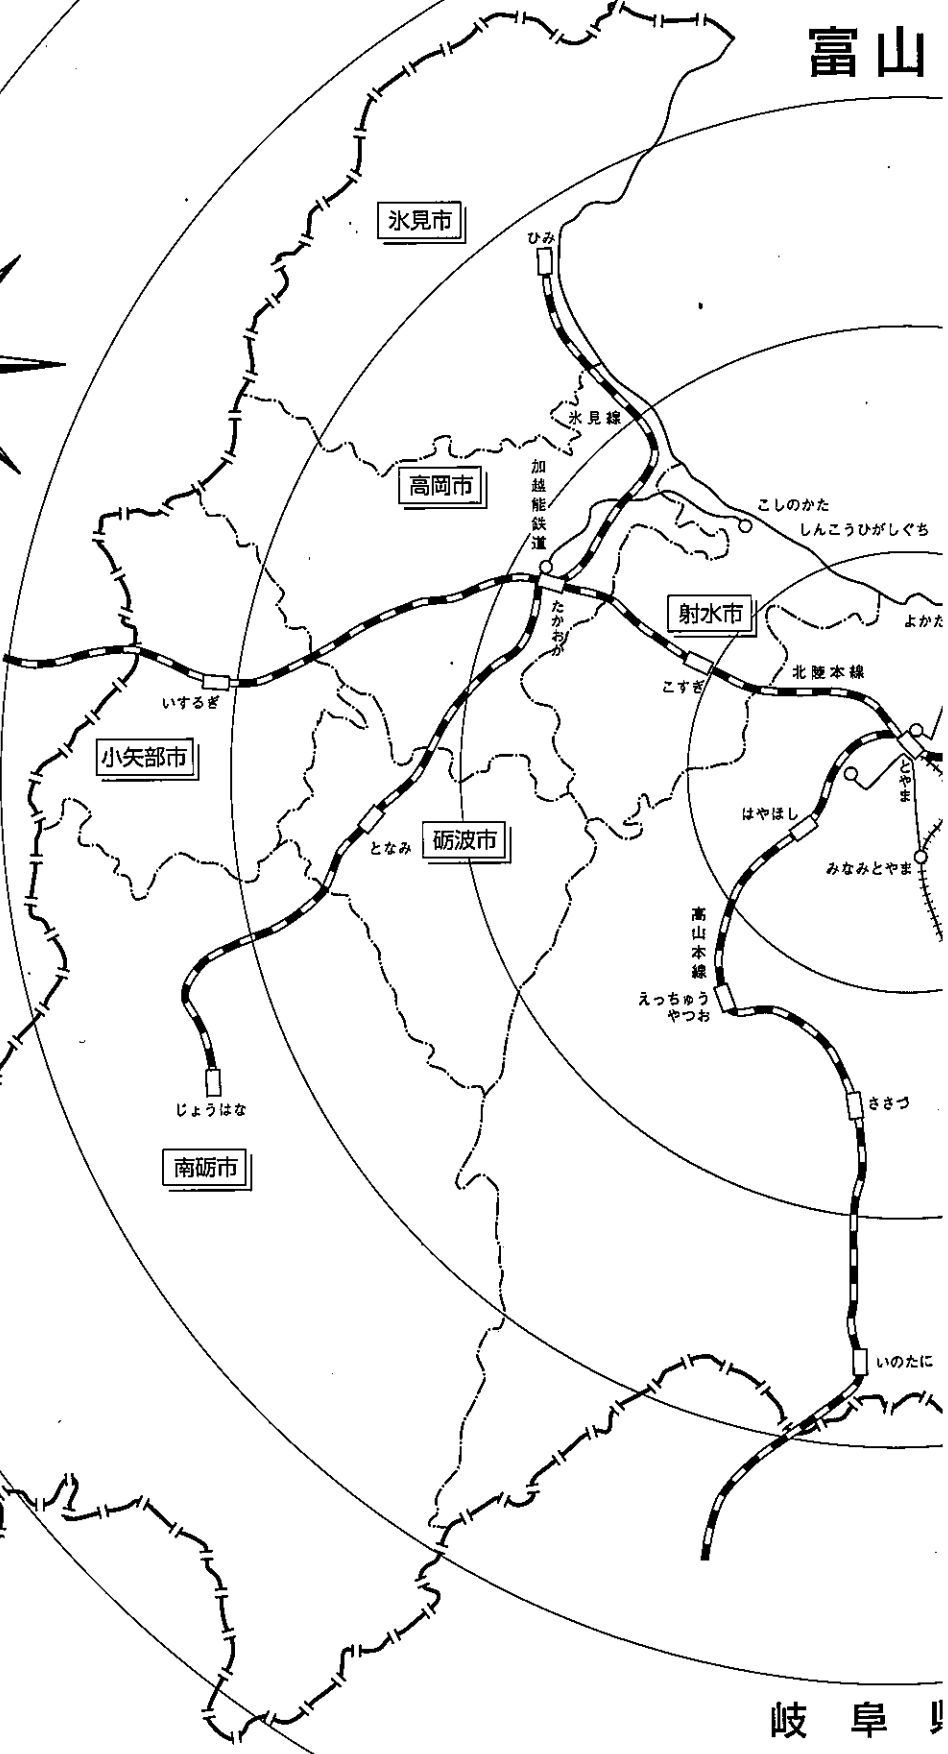 富山
氷見市
ひみ
氷見線
加越能鉄道
高岡市
こしのかた
しんこうひがしぐち
射水市
よかた
たかおか
北陸本線
こすぎ
いするぎ
小矢部市
とやま
はやほし
となみ
砺波市
みなみとやま
高山本線
えっちゅう
やつお
ささづ
じょうはな
南砺市
いのたに
岐阜